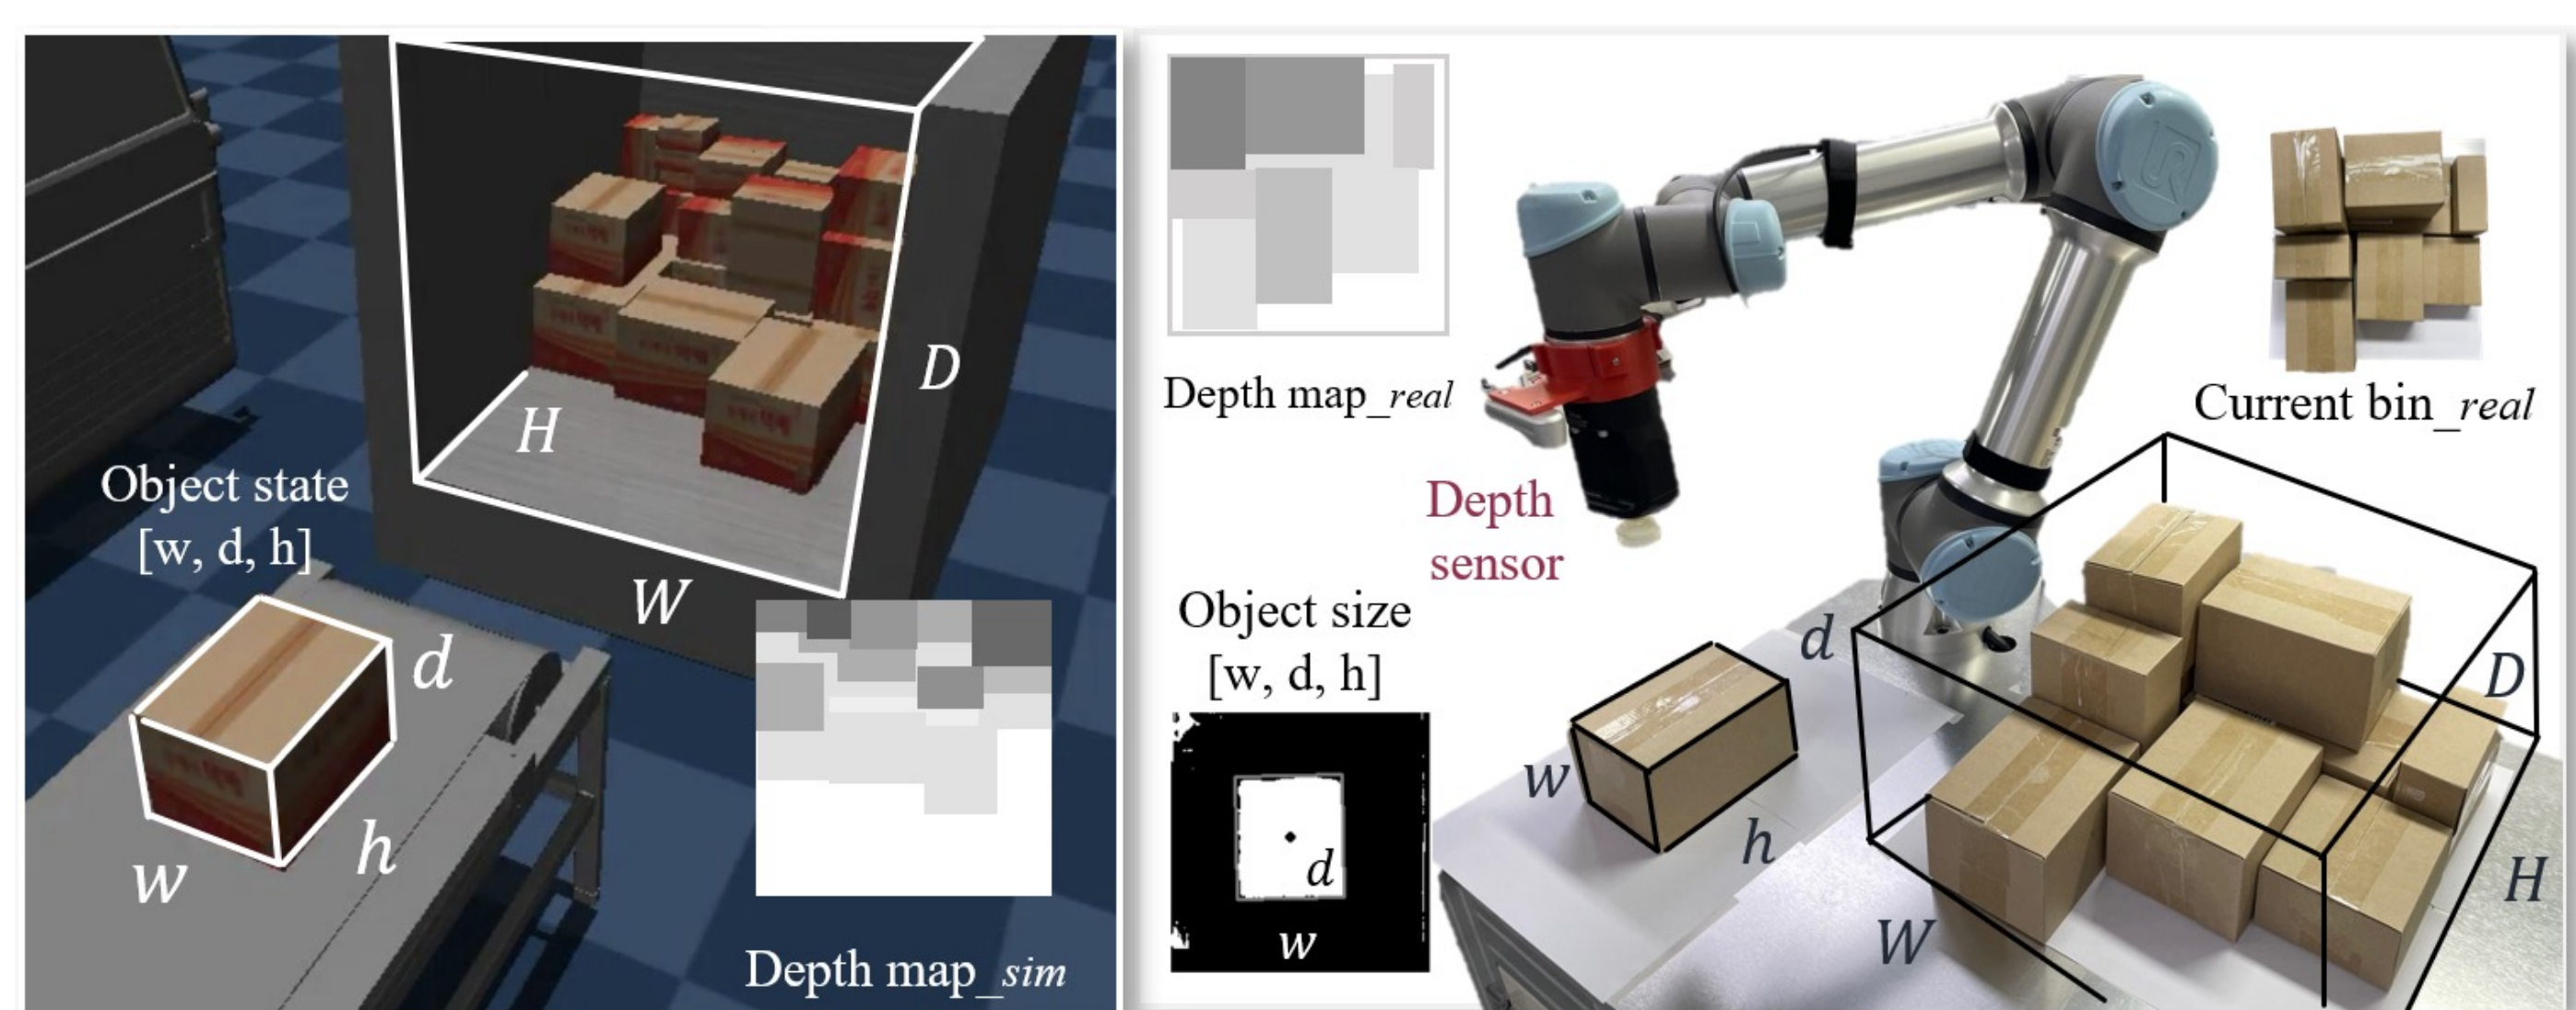 H
D
W
Object state
[w, d, h]
d
h
w
Depth map_sim
Depth map_real
Current bin_real
Depth
sensor
Object size
[w, d, h]
d
w
d
w
h
D
H
W